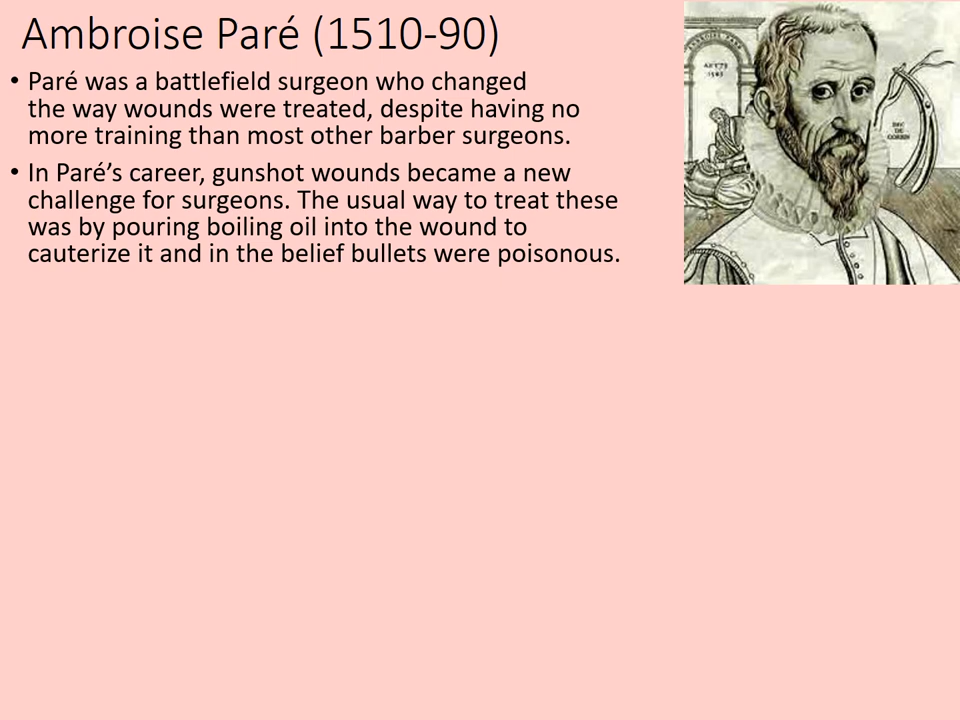 Ambroise Paré (1510-90)
• Paré was a battlefield surgeon who changed
the way wounds were treated, despite having no
more training than most other barber surgeons.
• In Paré’s career, gunshot wounds became a new
challenge for surgeons. The usual way to treat these
was by pouring boiling oil into the wound to
cauterize it and in the belief bullets were poisonous.
BEC
DE
CORBIN